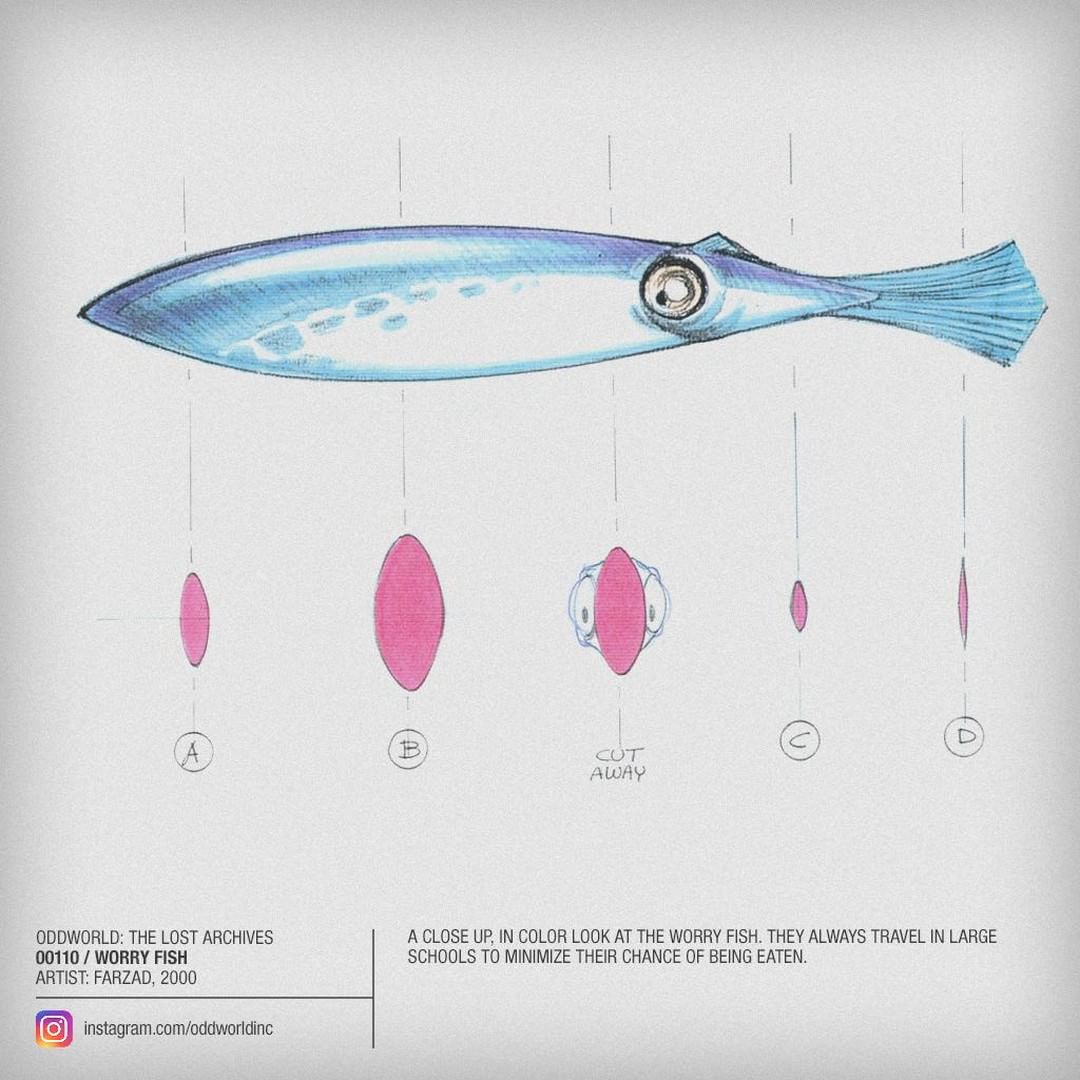 A
B
CUT
AWAY
C
D
ODDWORLD: THE LOST ARCHIVES
00110 / WORRY FISH
ARTIST: FARZAD, 2000
instagram.com/oddworldinc
A CLOSE UP, IN COLOR LOOK AT THE WORRY FISH. THEY ALWAYS TRAVEL IN LARGE
SCHOOLS TO MINIMIZE THEIR CHANCE OF BEING EATEN.